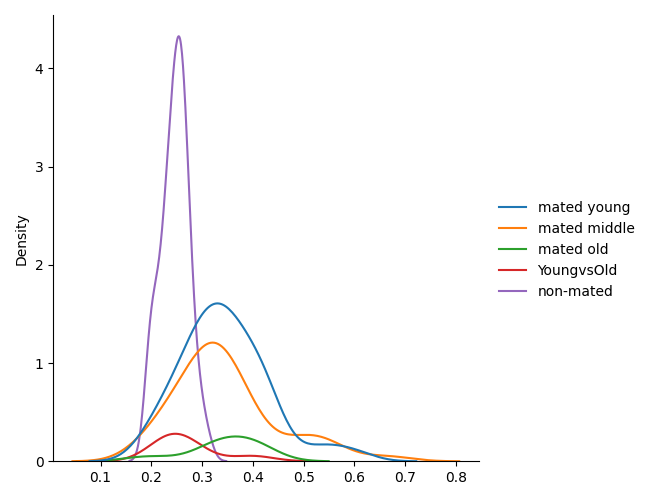 4
3
2
1
0
Density
0.1 0.2 0.3 0.4 0.5 0.6 0.7 0.8
mated young
mated middle
mated old
YoungvsOld
non-mated